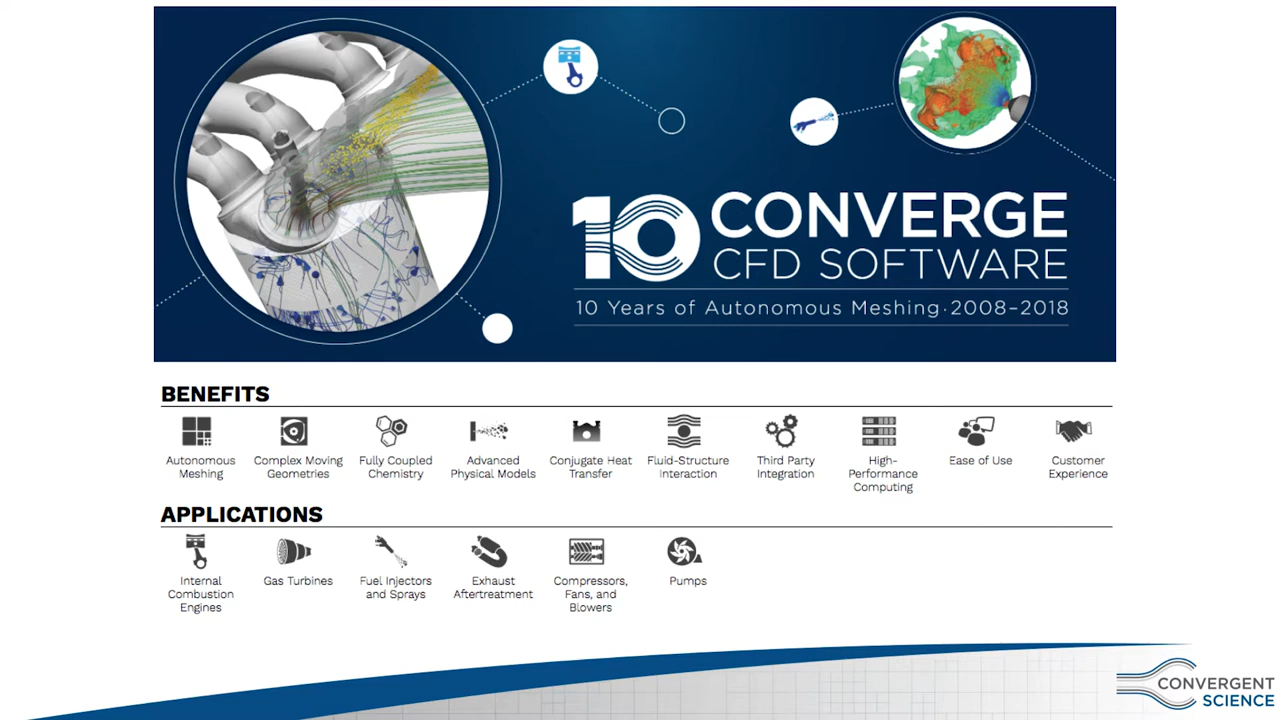 10 CONVERGE
CFD SOFTWARE
10 Years of Autonomous Meshing·2008–2018
BENEFITS
Autonomous
Meshing
Complex Moving
Geometries
Fully Coupled
Chemistry
Advanced
Physical Models
Conjugate Heat
Transfer
Fluid-Structure
Interaction
Third Party
Integration
High-
Performance
Computing
Ease of Use
Customer
Experience
APPLICATIONS
Internal
Combustion
Engines
Gas Turbines
Fuel Injectors
and Sprays
Exhaust
Aftertreatment
Compressors,
Fans, and
Blowers
Pumps
CONVERGENT
SCIENCE